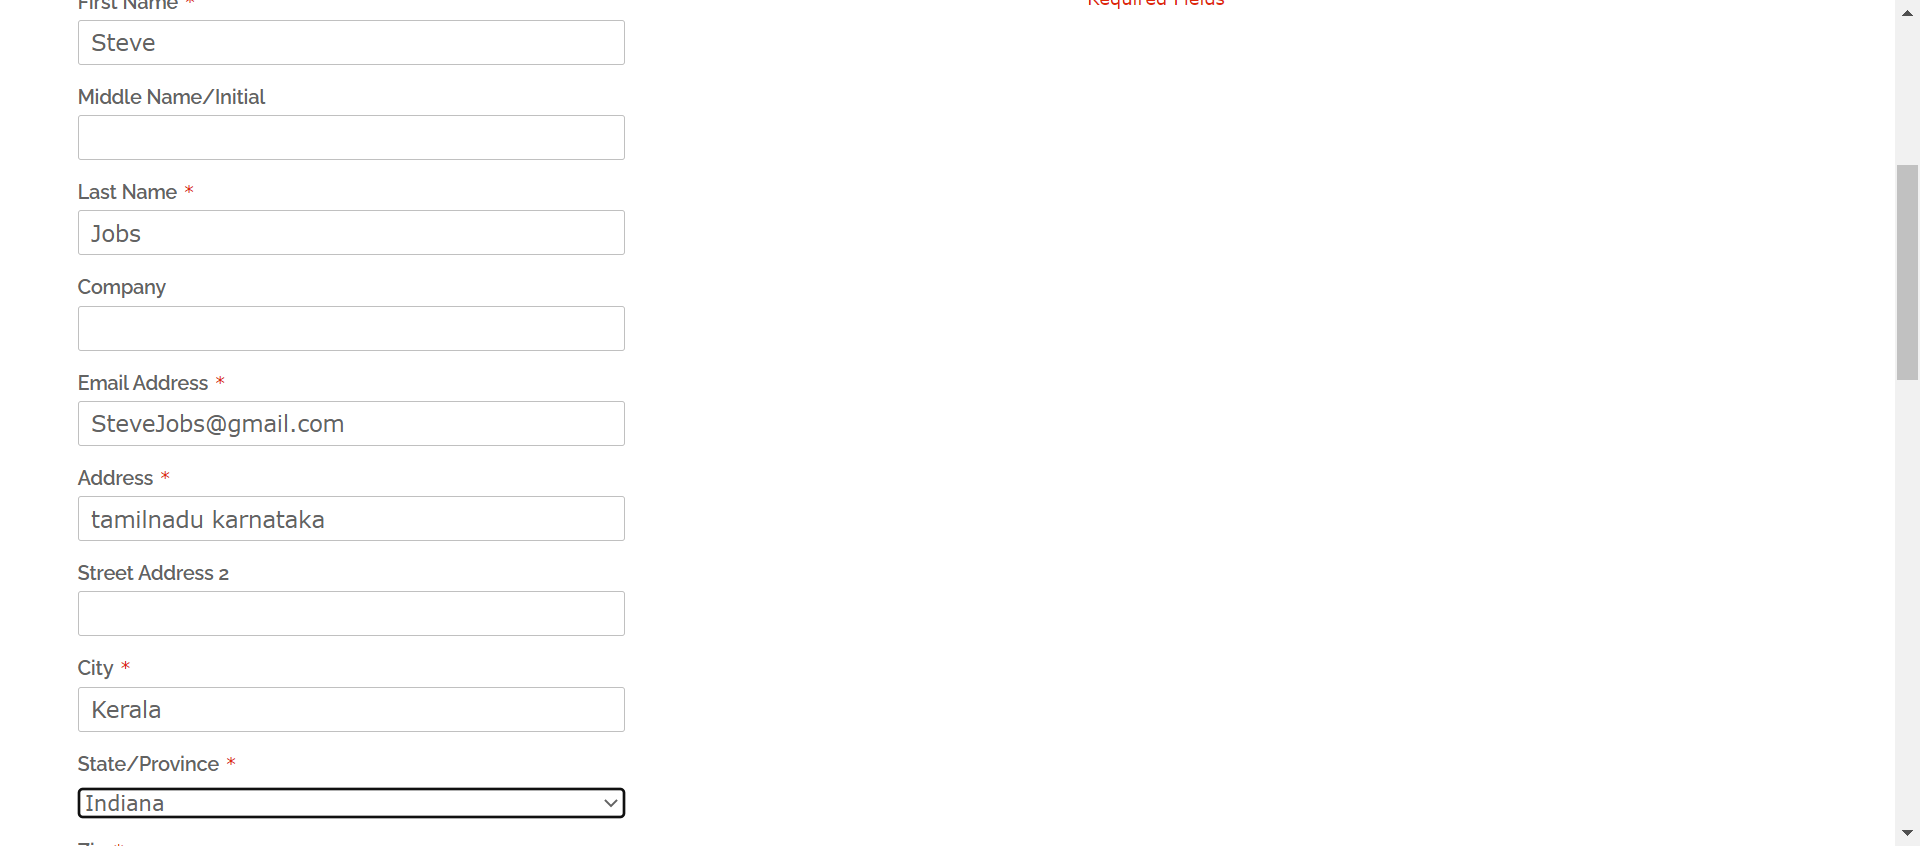 First Name *
Required Fields
Steve
Middle Name/Initial
Last Name *
Jobs
Company
Email Address *
SteveJobs@gmail.com
Address *
tamilnadu karnataka
Street Address 2
City *
Kerala
State/Province *
Indiana
Zip *